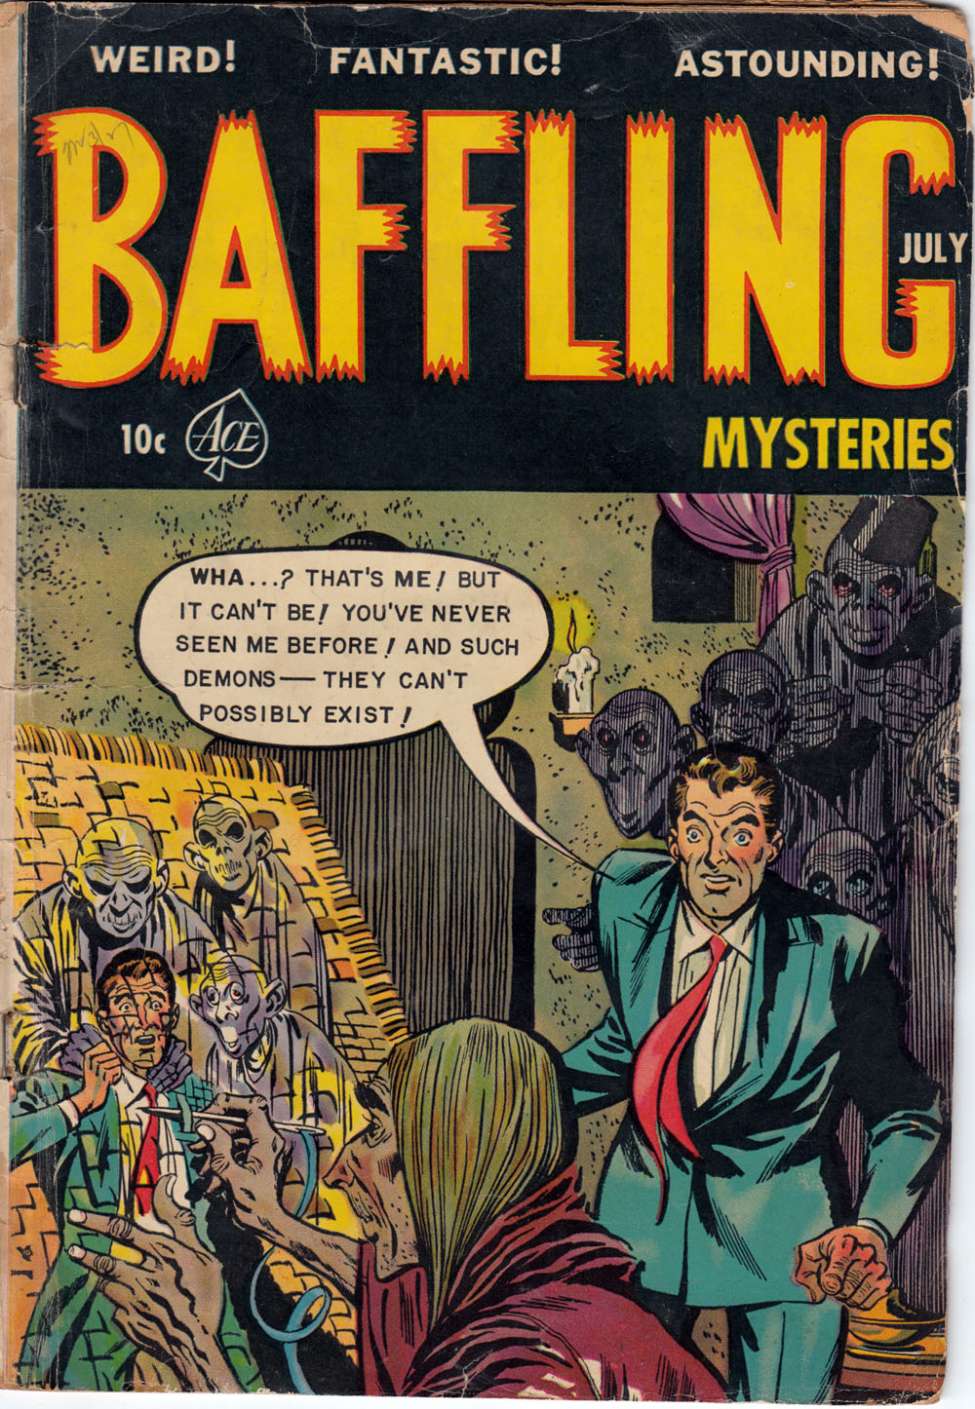 WEIRD! FANTASTIC! ASTOUNDING!
BAFFLING
JULY
10c ACE
MYSTERIES
WHA...? THAT'S ME! BUT
IT CAN'T BE! YOU'VE NEVER
SEEN ME BEFORE! AND SUCH
DEMONS— THEY CAN'T
POSSIBLY EXIST!